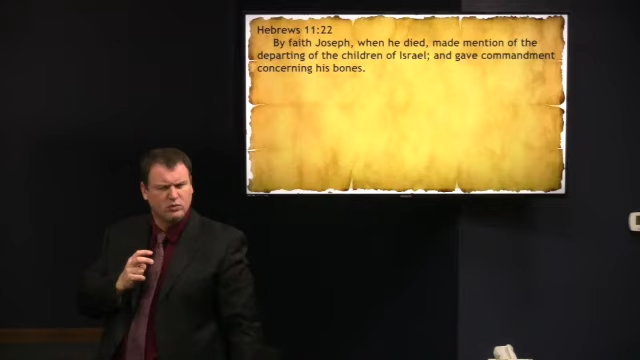 Hebrews 11:22
By faith Joseph, when he died, made mention of the
departing of the children of Israel; and gave commandment
concerning his bones.